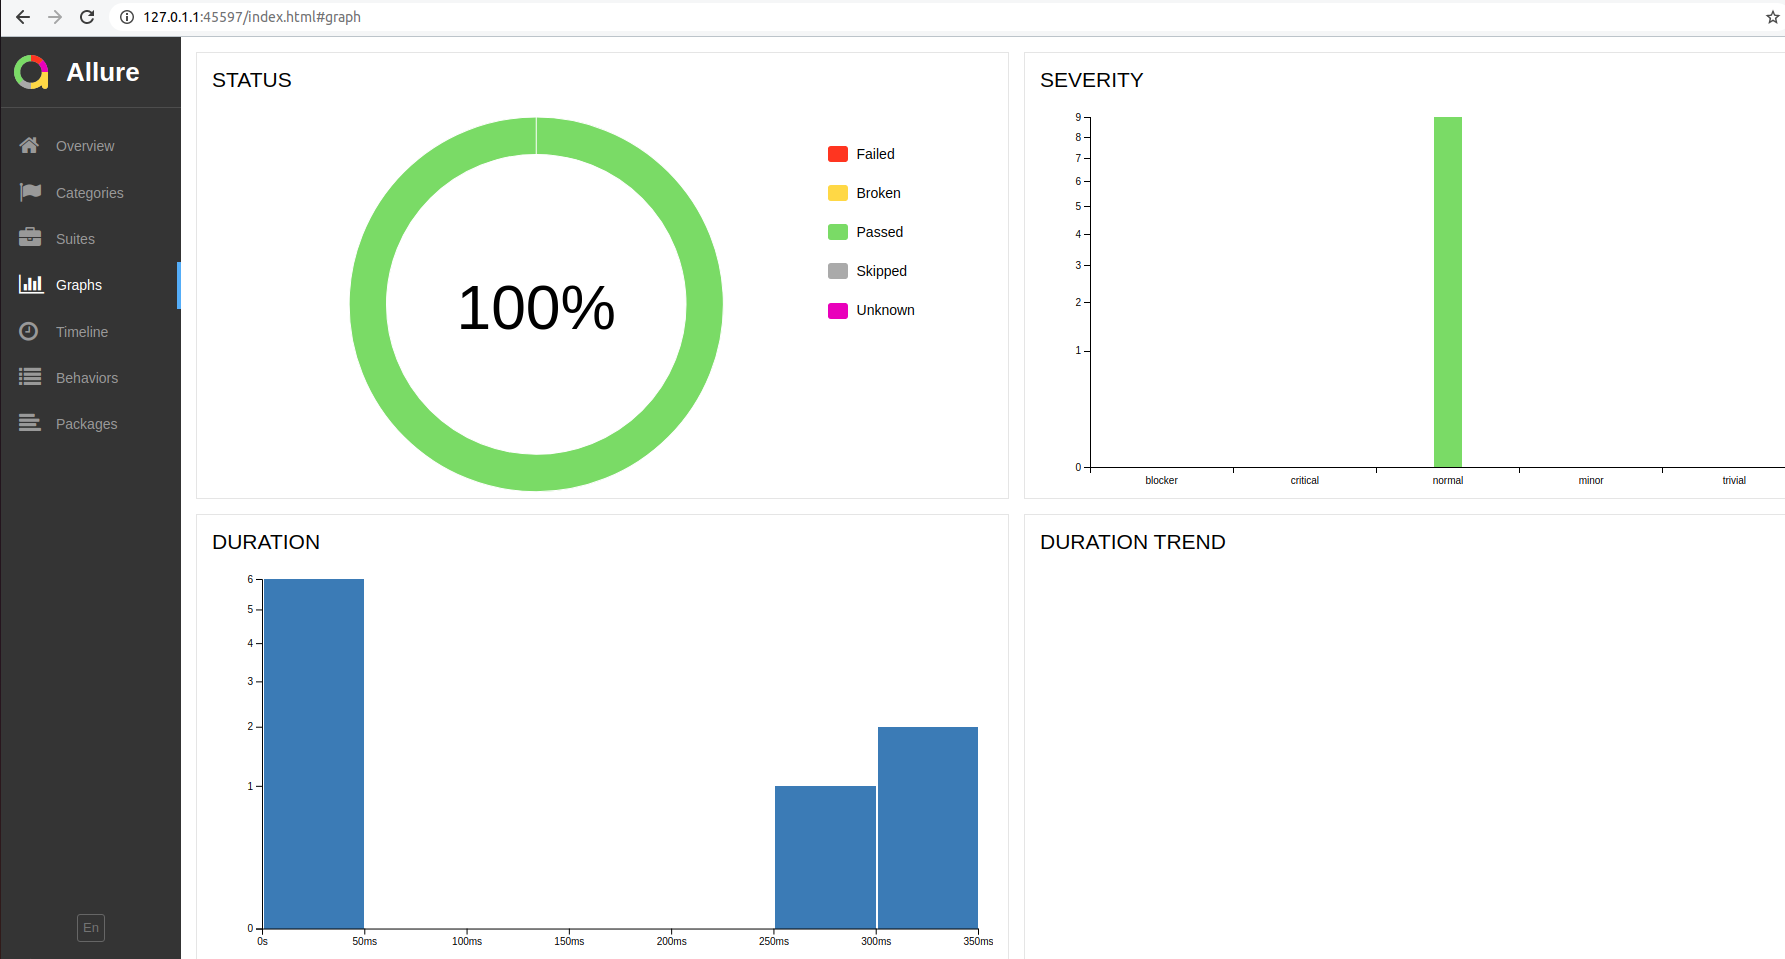 127.0.1.1:45597/index.html#graph
Allure
Overview
Categories
Suites
Graphs
Timeline
Behaviors
Packages
En
STATUS
100%
Failed
Broken
Passed
Skipped
Unknown
SEVERITY
9
8
7
6
5
4
3
2
1
0
blocker critical normal minor trivial
DURATION
6
5
4
3
2
1
0
0s 50ms 100ms 150ms 200ms 250ms 300ms 350ms
DURATION TREND